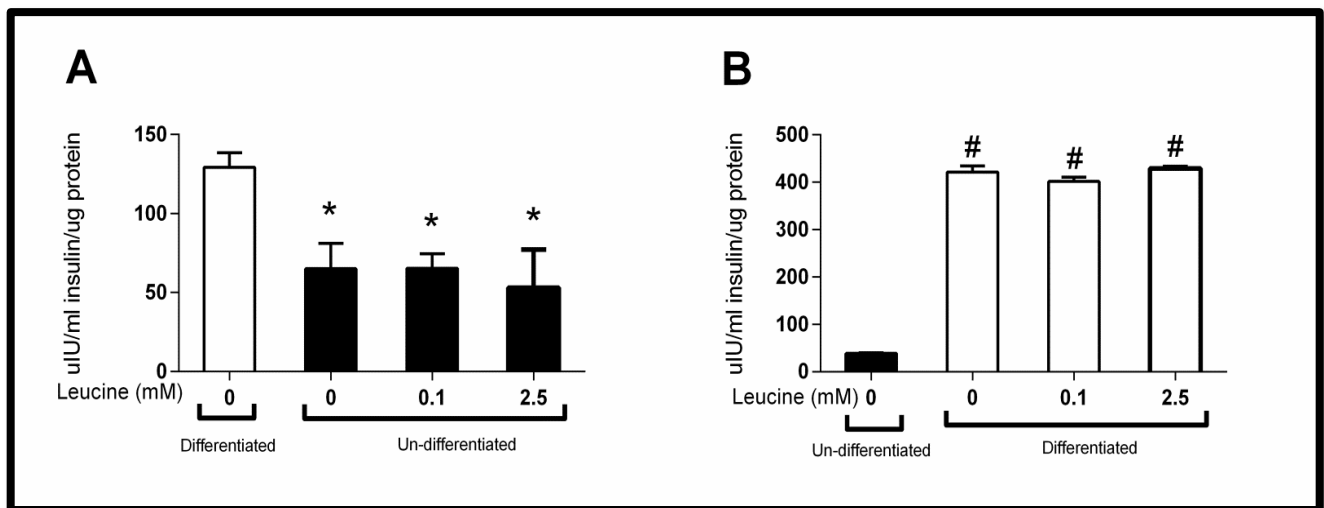 A
B
uIU/ml insulin/ug protein
150
100
50
0
* * *
Leucine (mM) 0 0 0.1 2.5
Differentiated
Un-differentiated
uIU/ml insulin/ug protein
500
400
300
200
100
0
# # #
Leucine (mM) 0 0 0.1 2.5
Un-differentiated
Differentiated